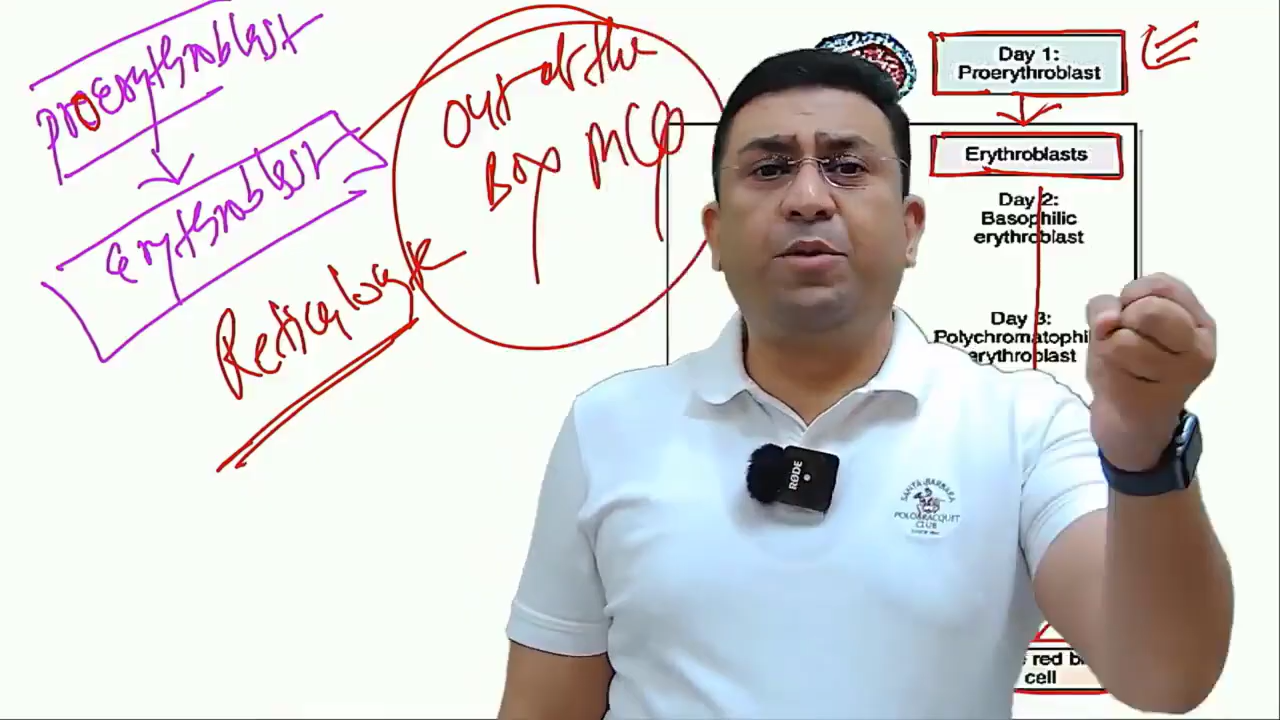 Proerythroblast
Erythroblast
Reticulocyte
Out of the
Box MCQ
Day 1:
Proerythroblast
Erythroblasts
Day 2:
Basophilic
erythroblast
Day 3:
Polychromatophi
erythroblast
red b
cell
RØDE
SANTA BARBARA
POLO & RACQUET
CLUB